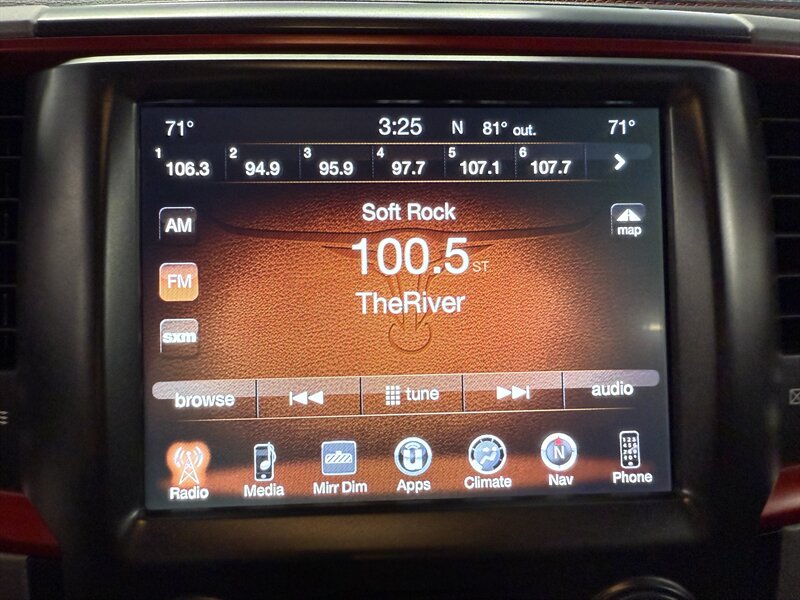 71° 3:25 N 81° out. 71°
1 106.3 2 94.9 3 95.9 4 97.7 5 107.1 6 107.7
Soft Rock
AM
map
100.5 ST
FM
TheRiver
sxm
browse tune audio
Radio Media Mirr Dim Apps Climate Nav Phone
N